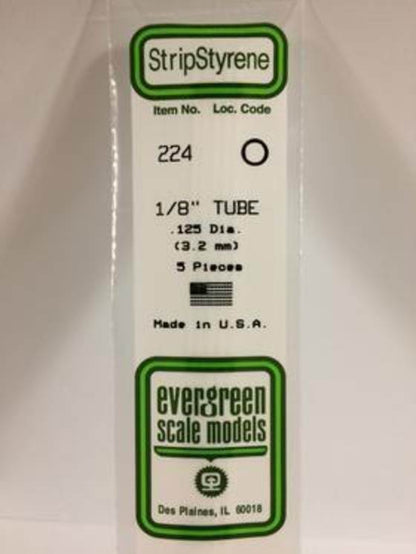 StripStyrene
Item No. Loc. Code
224 O
1/8" TUBE
.125 Dia.
(3.2 mm)
5 Pieces
Made in U.S.A.
evergreen
scale models
Des Plaines, IL 60018